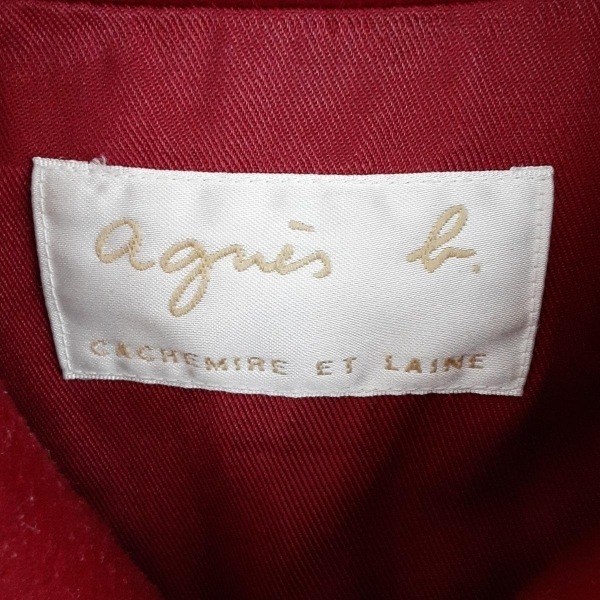 agnès b.
CACHEMIRE ET LAINE